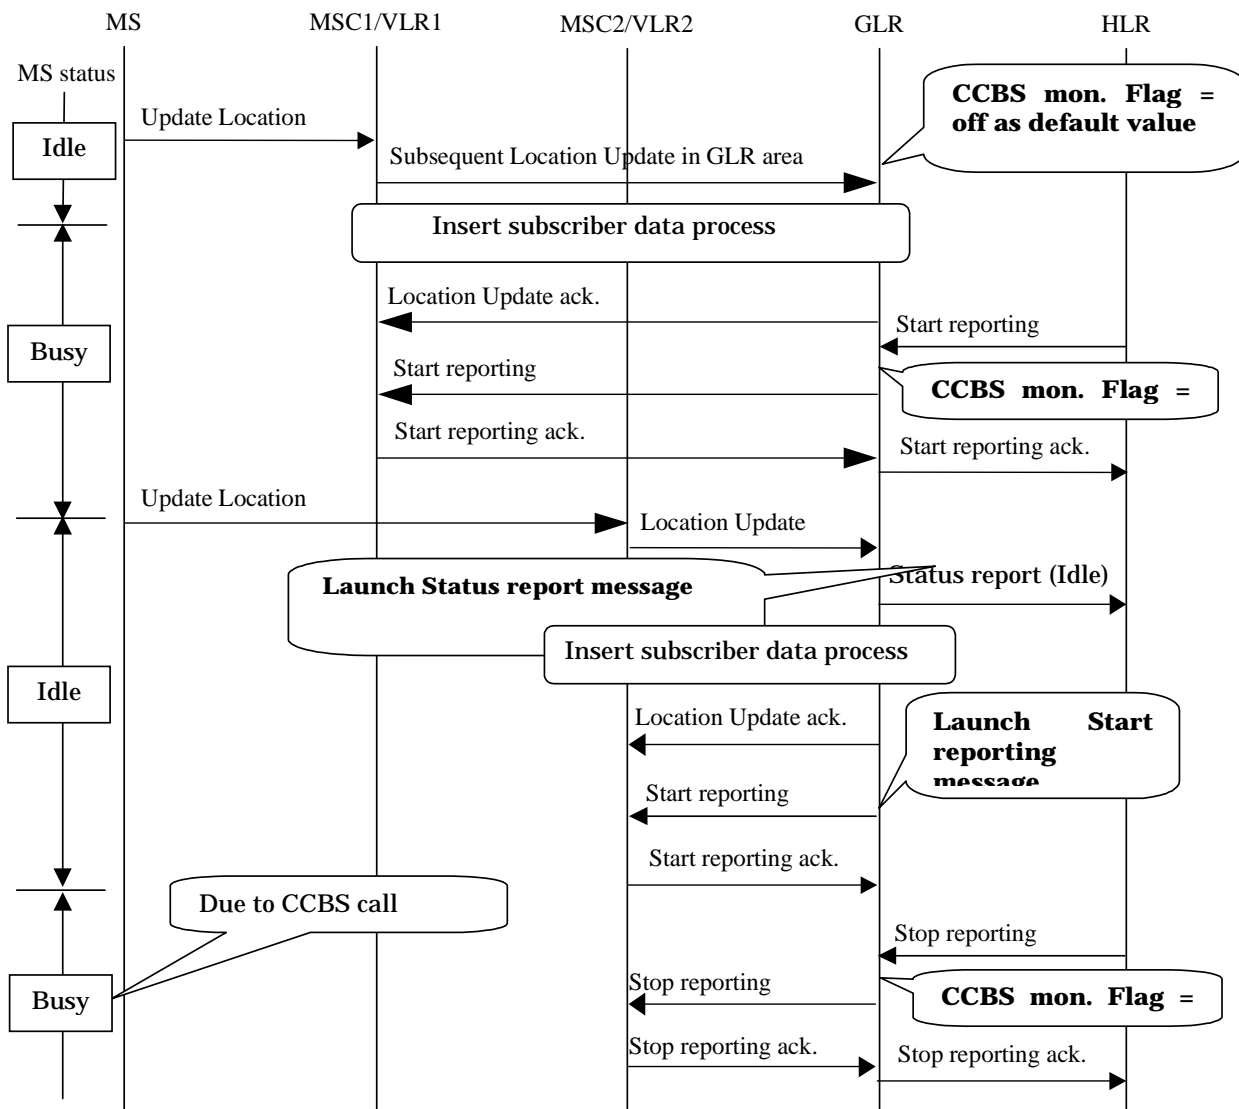 MS
MSC1/VLR1
MSC2/VLR2
GLR
HLR
MS status
CCBS mon. Flag =
off as default value
Update Location
Idle
Subsequent Location Update in GLR area
Insert subscriber data process
Location Update ack.
Start reporting
Busy
Start reporting
CCBS mon. Flag =
Start reporting ack.
Start reporting ack.
Update Location
Location Update
Launch Status report message
Status report (Idle)
Insert subscriber data process
Idle
Location Update ack.
Launch Start
reporting
message
Start reporting
Start reporting ack.
Due to CCBS call
Stop reporting
Stop reporting
CCBS mon. Flag =
Busy
Stop reporting ack.
Stop reporting ack.